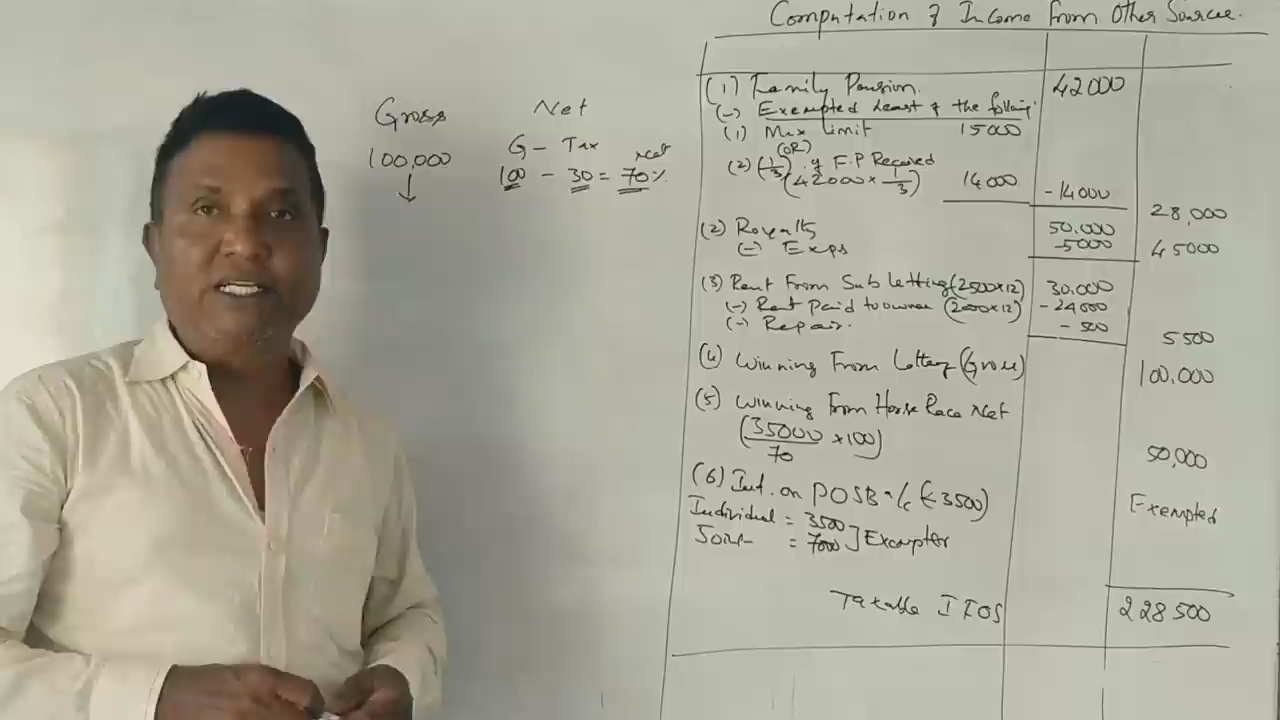 Computation of Income From Other Sources.
Gross
Net
G - Tax
Net
100,000
100 - 30 = 70%
(1) Family Pension. 42000
(-) Exempted Least of the following:
(1) Max limit 15000
(OR)
(2) (1/3) of F.P Received
(42000 × 1/3) 14000 -14000 28,000
(2) Royalty 50,000
(-) Exps -5000 45000
(3) Rent From Sub letting (2500×12) 30,000
(-) Rent Paid to owner (2000×12) -24000
(-) Repair. -500 5500
(4) Winning From Lottery (Gross) 100,000
(5) Winning From Horse Race Net
(35000/70 ×100) 50,000
(6) Int. on POSB a/c (<3500) Exempted
Individual = 3500
= 7000 ] Exempted
Taxable IFOS 228500